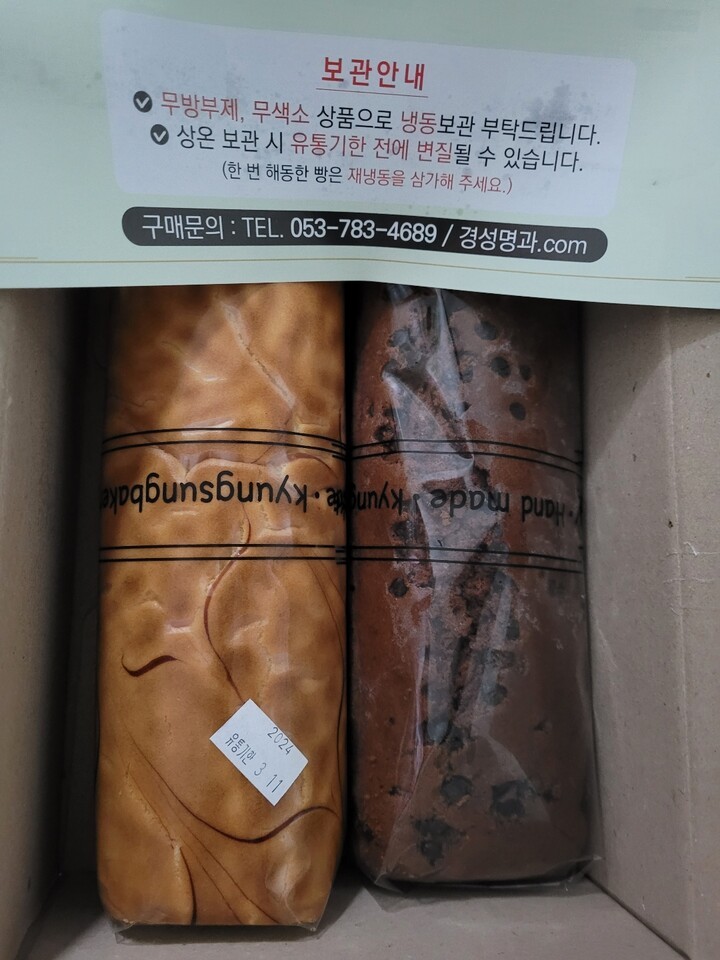 보관안내
무방부제, 무색소 상품으로 냉동보관 부탁드립니다.
상온 보관 시 유통기한 전에 변질될 수 있습니다.
(한 번 해동한 빵은 재냉동을 삼가해 주세요.)
구매문의 : TEL. 053-783-4689 / 경성명과.com
de · Kyungsungbake
Hand made · Kyung
2024
유통기한 3 11